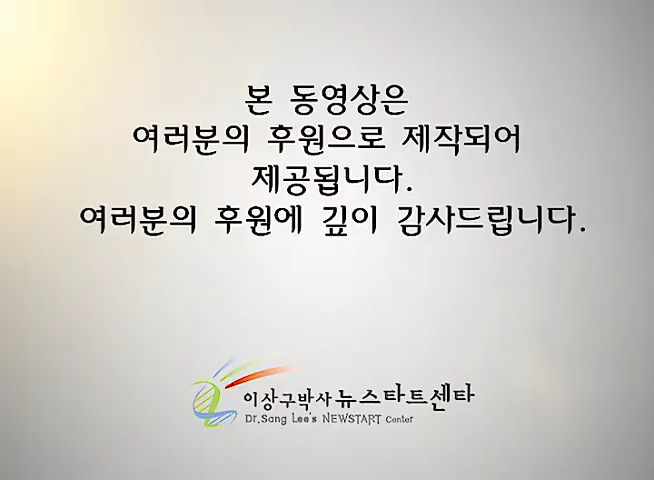 본 동영상은
여러분의 후원으로 제작되어
제공됩니다.
여러분의 후원에 깊이 감사드립니다.
이상구박사 뉴스타트센타
Dr.Sang Lee's NEWSTART Center